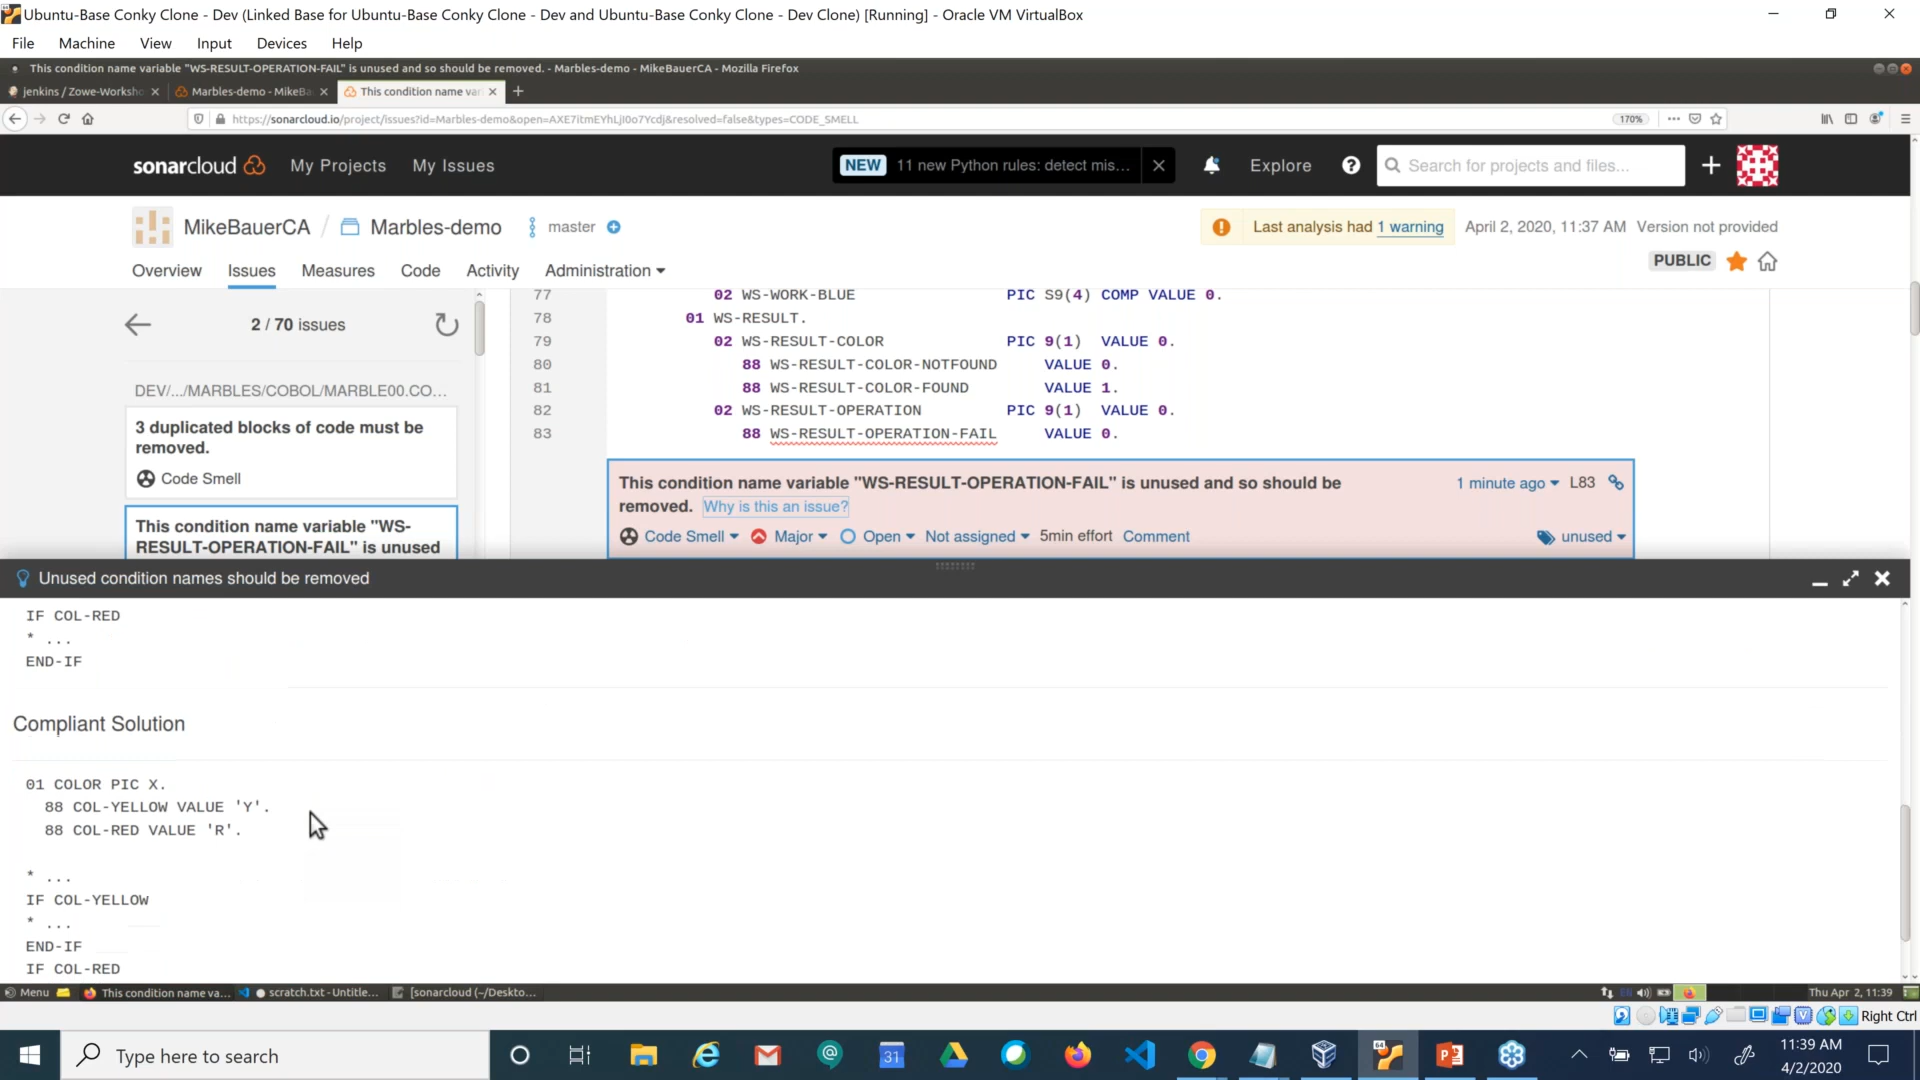 Ubuntu-Base Conky Clone - Dev (Linked Base for Ubuntu-Base Conky Clone - Dev and Ubuntu-Base Conky Clone - Dev Clone) [Running] - Oracle VM VirtualBox
File Machine View Input Devices Help
This condition name variable "WS-RESULT-OPERATION-FAIL" is unused and so should be removed. - Marbles-demo - MikeBauerCA - Mozilla Firefox
jenkins / Zowe-Worksho Marbles-demo - MikeBa This condition name var
https://sonarcloud.io/project/issues?id=Marbles-demo&open=AXE7itmEYhLjI0o7Ycdj&resolved=false&types=CODE_SMELL 170%
sonarcloud My Projects My Issues NEW 11 new Python rules: detect mis... Explore Search for projects and files...
MikeBauerCA / Marbles-demo master Last analysis had 1 warning April 2, 2020, 11:37 AM Version not provided
Overview Issues Measures Code Activity Administration PUBLIC
2 / 70 issues
DEV/.../MARBLES/COBOL/MARBLE00.CO...
3 duplicated blocks of code must be
removed.
Code Smell
This condition name variable "WS-
RESULT-OPERATION-FAIL" is unused
77 02 WS-WORK-BLUE PIC S9(4) COMP VALUE 0.
78 01 WS-RESULT.
79 02 WS-RESULT-COLOR PIC 9(1) VALUE 0.
80 88 WS-RESULT-COLOR-NOTFOUND VALUE 0.
81 88 WS-RESULT-COLOR-FOUND VALUE 1.
82 02 WS-RESULT-OPERATION PIC 9(1) VALUE 0.
83 88 WS-RESULT-OPERATION-FAIL VALUE 0.
This condition name variable "WS-RESULT-OPERATION-FAIL" is unused and so should be 1 minute ago L83
removed. Why is this an issue?
Code Smell Major Open Not assigned 5min effort Comment unused
Unused condition names should be removed
IF COL-RED
* ...
END-IF
Compliant Solution
01 COLOR PIC X.
88 COL-YELLOW VALUE 'Y'.
88 COL-RED VALUE 'R'.
* ...
IF COL-YELLOW
* ...
END-IF
IF COL-RED
Menu This condition name va... scratch.txt - Untitle... [sonarcloud (~/Deskto... Thu Apr 2, 11:39
Right Ctrl
Type here to search 31 64 11:39 AM
4/2/2020